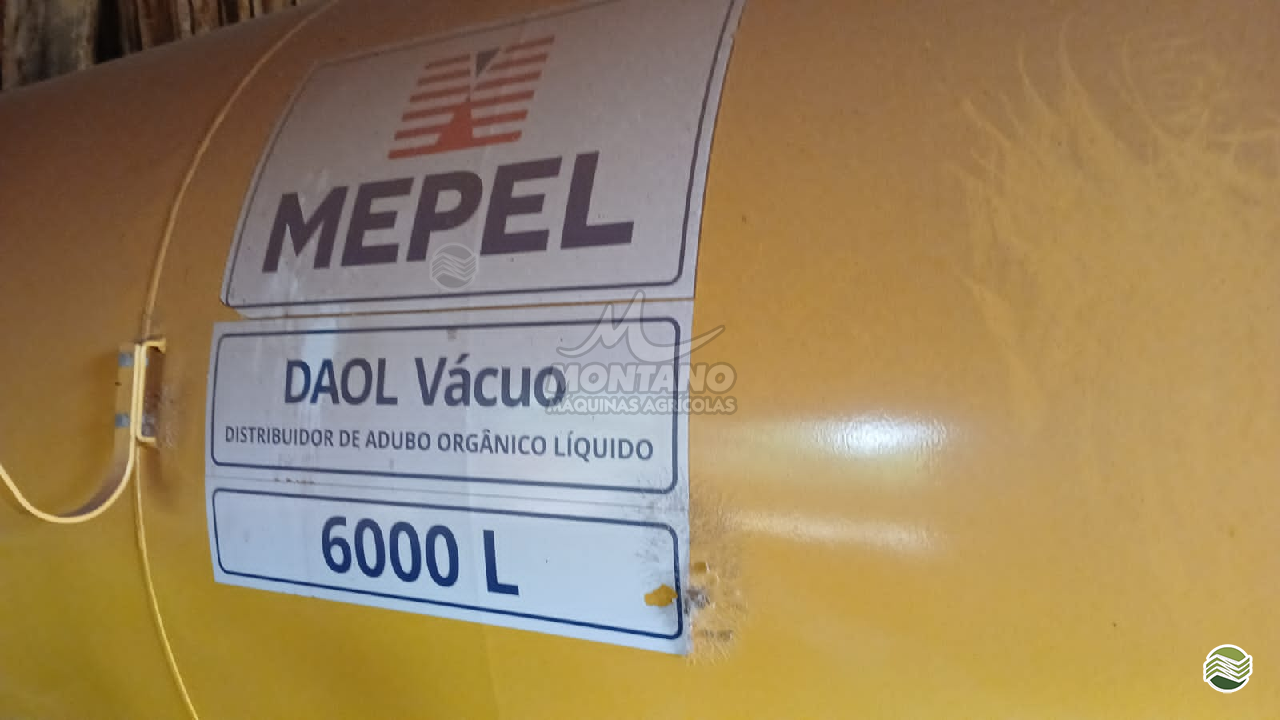 MEPEL
DAOL Vácuo
DISTRIBUIDOR DE ADUBO ORGÂNICO LÍQUIDO
6000 L
MONTANO
MÁQUINAS AGRÍCOLAS